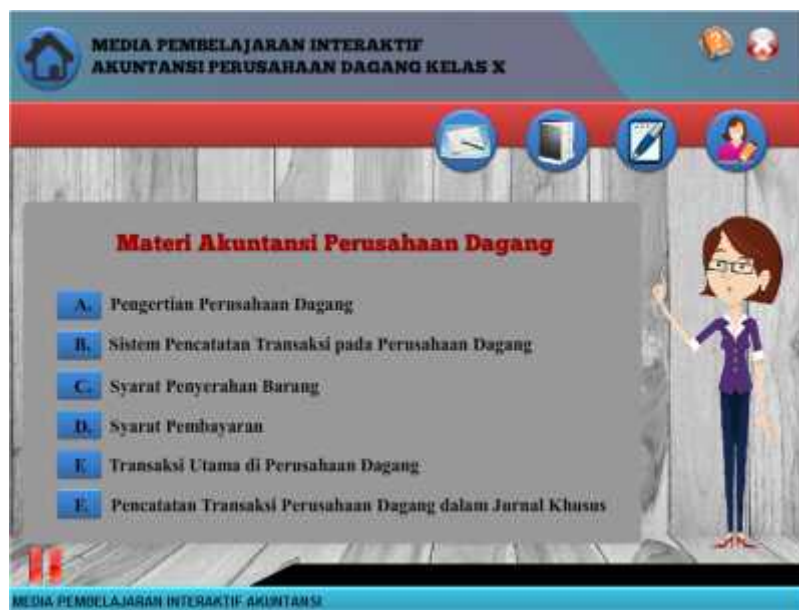 MEDIA PEMBELAJARAN INTERAKTIF
AKUNTANSI PERUSAHAAN DAGANG KELAS X
Materi Akuntansi Perusahaan Dagang
A. Pengertian Perusahaan Dagang
B. Sistem Pencatatan Transaksi pada Perusahaan Dagang
C. Syarat Penyerahan Barang
D. Syarat Pembayaran
E Transaksi Utama di Perusahaan Dagang
F. Pencatatan Transaksi Perusahaan Dagang dalam Jurnal Khusus
MEDIA PEMBELAJARAN INTERAKTIF AKUNTANSI